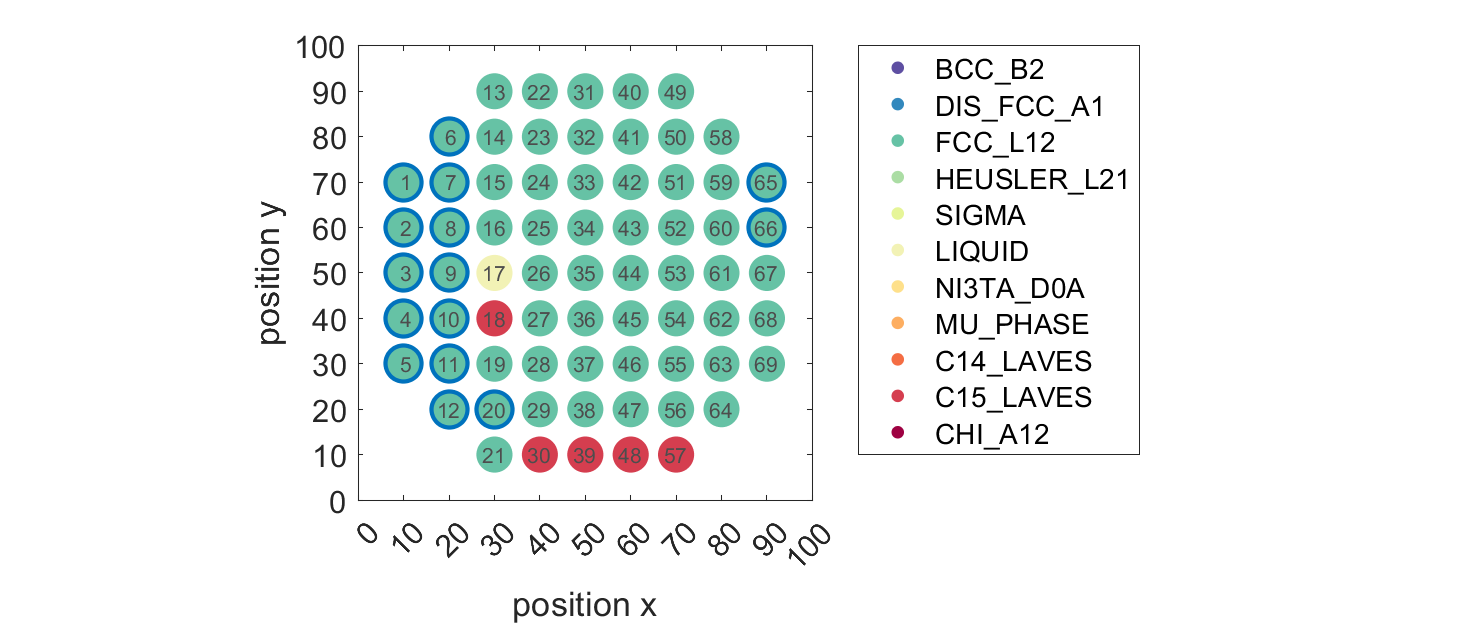 100
90 13 22 31 40 49
80 6 14 23 32 41 50 58
70 1 7 15 24 33 42 51 59 65
60 2 8 16 25 34 43 52 60 66
50 3 9 17 26 35 44 53 61 67
40 4 10 18 27 36 45 54 62 68
30 5 11 19 28 37 46 55 63 69
20 12 20 29 38 47 56 64
10 21 30 39 48 57
0
0 10 20 30 40 50 60 70 80 90 100
position x
position y
BCC_B2
DIS_FCC_A1
FCC_L12
HEUSLER_L21
SIGMA
LIQUID
NI3TA_D0A
MU_PHASE
C14_LAVES
C15_LAVES
CHI_A12